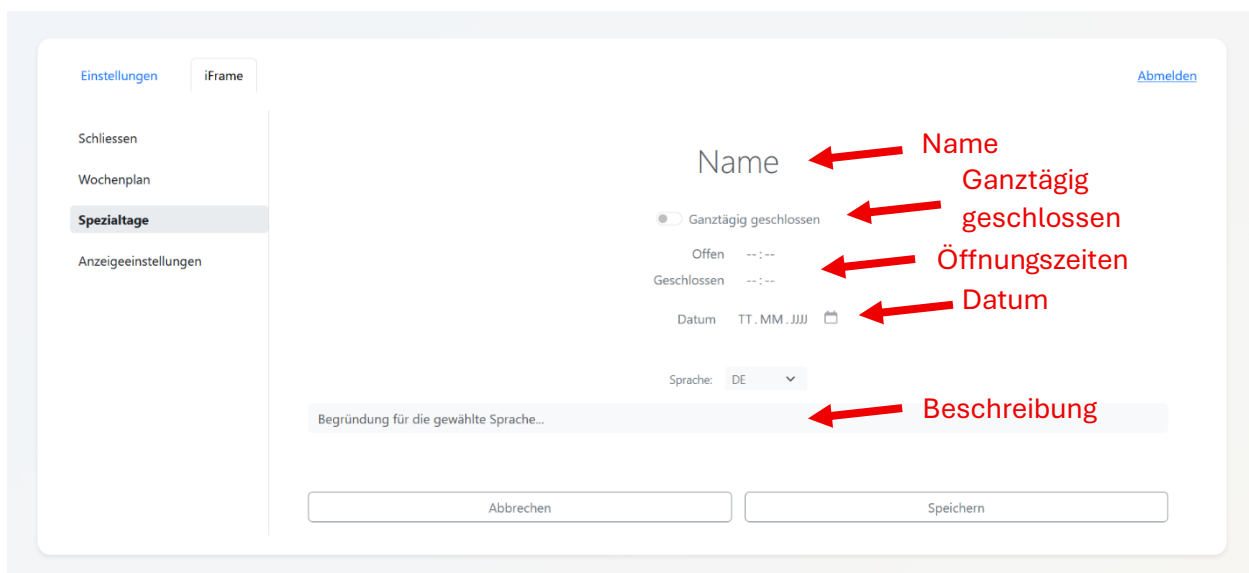 Einstellungen
iFrame
Abmelden
Schliessen
Wochenplan
Spezialtage
Anzeigeeinstellungen
Name
Name
Ganztägig geschlossen
Ganztägig
geschlossen
Offen --:--
Geschlossen --:--
Öffnungszeiten
Datum TT.MM.JJJJ
Datum
Sprache: DE
Begründung für die gewählte Sprache...
Beschreibung
Abbrechen
Speichern